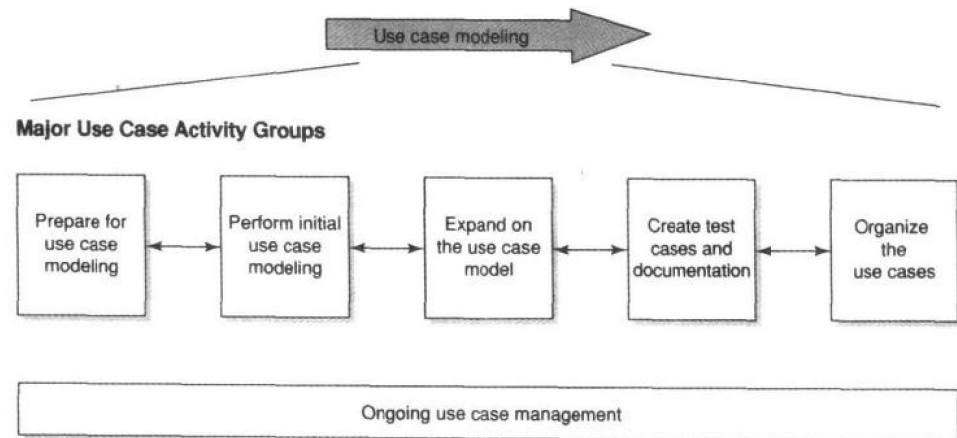 Use case modeling
Major Use Case Activity Groups
Prepare for
use case
modeling
Perform initial
use case
modeling
Expand on
the use case
model
Create test
cases and
documentation
Organize
the
use cases
Ongoing use case management